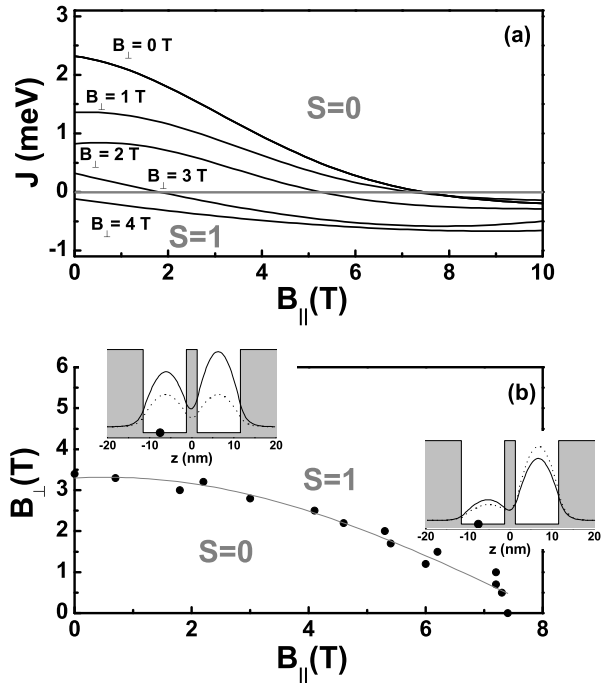 (a)
3
2
1
0
-1
J (meV)
B⊥= 0 T
B⊥= 1 T
B⊥= 2 T
B⊥= 3 T
B⊥= 4 T
S=0
S=1
0 2 4 6 8 10
B||(T)
(b)
6
5
4
3
2
1
0
B⊥(T)
-20 -10 0 10 20
z (nm)
-20 -10 0 10 20
z (nm)
S=1
S=0
0 2 4 6 8
B||(T)